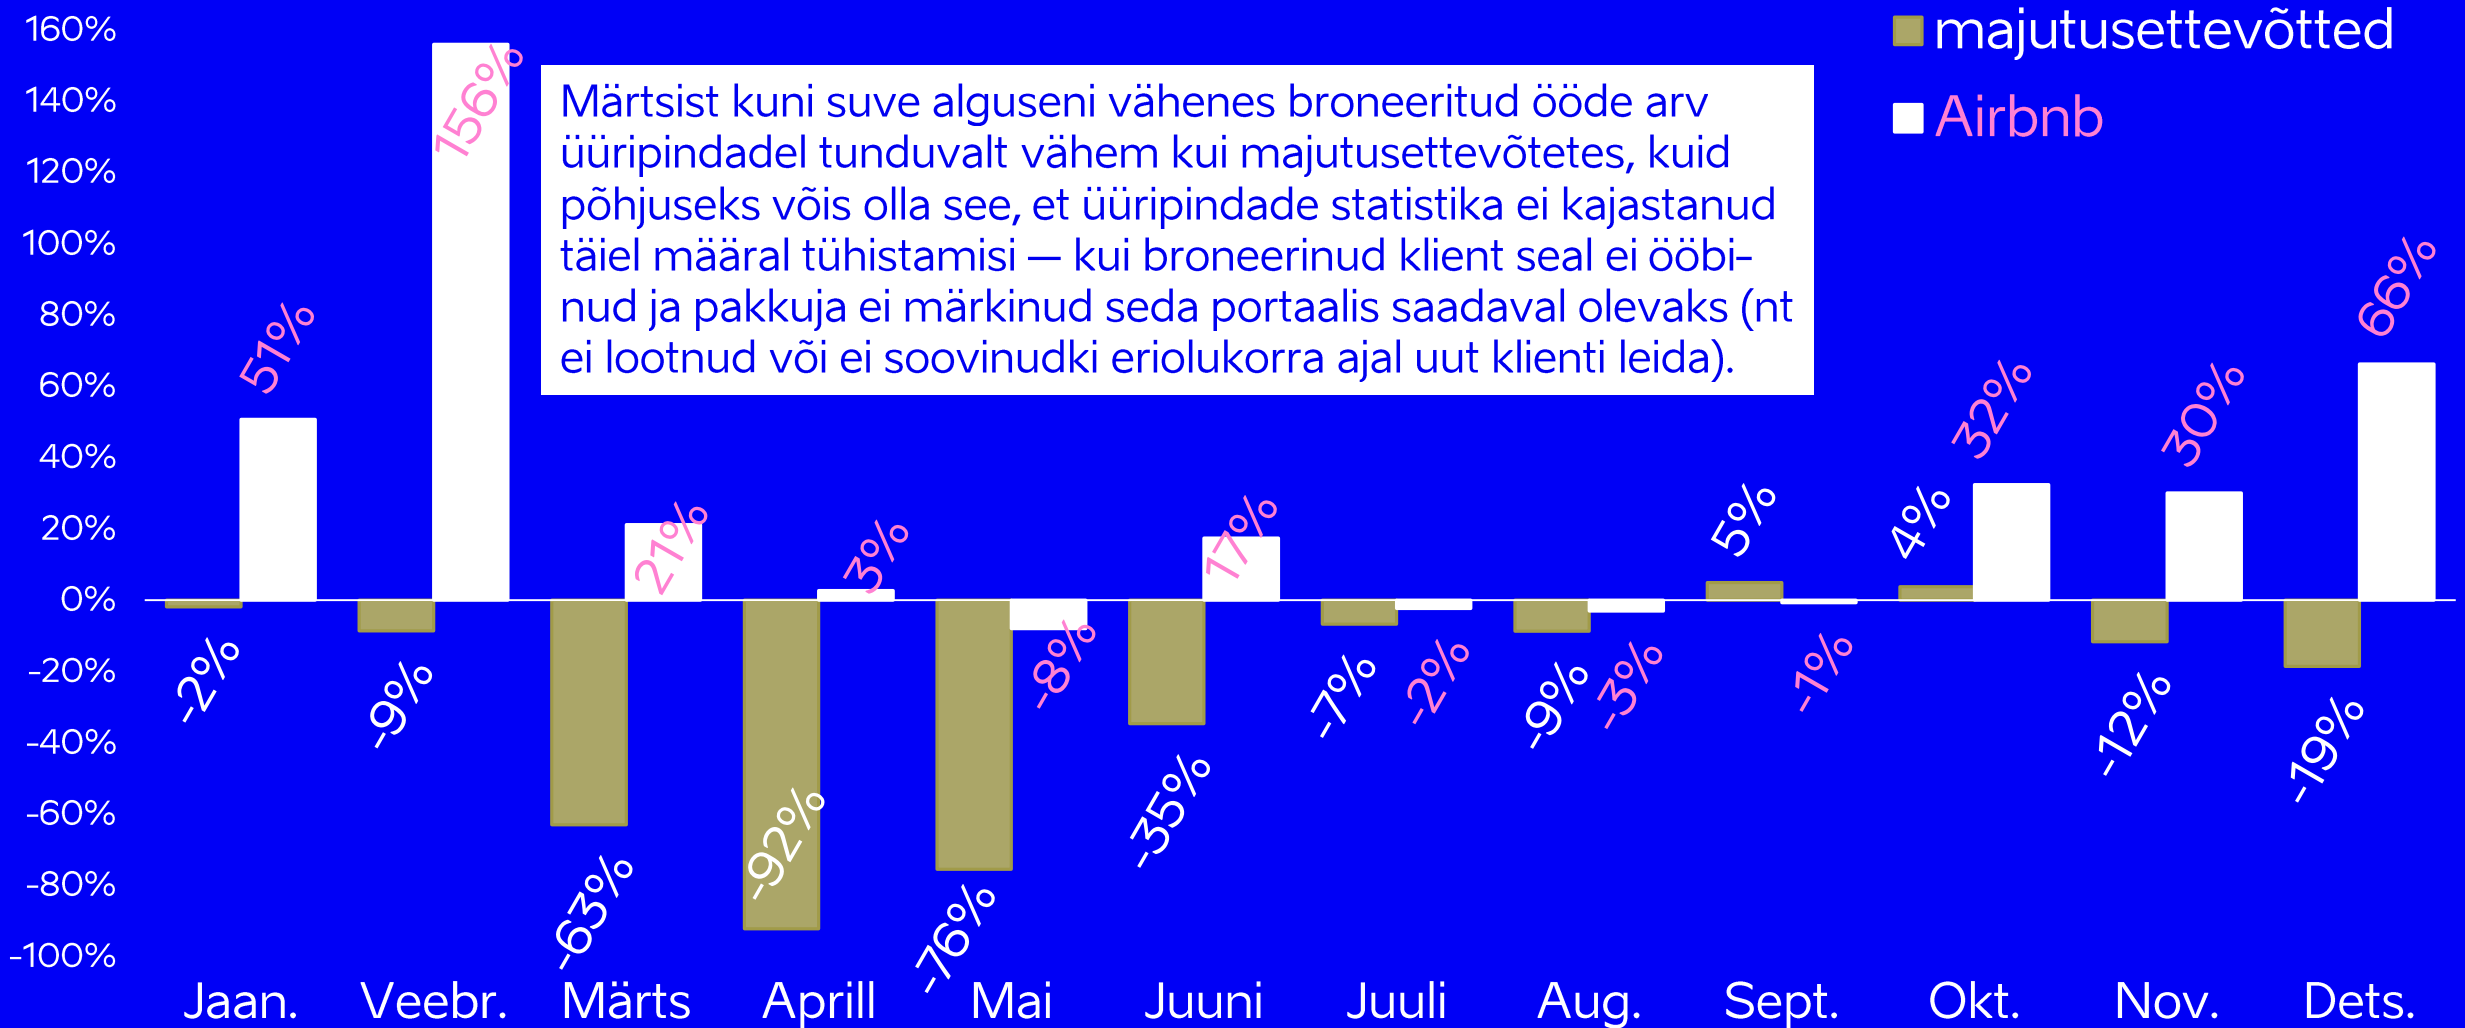 160%
140%
120%
100%
80%
60%
40%
20%
0%
-20%
-40%
-60%
-80%
-100%
majutusettevõtted
Airbnb
Märtsist kuni suve alguseni vähenes broneeritud ööde arv
üüripindadel tunduvalt vähem kui majutusettevõtetes, kuid
põhjuseks võis olla see, et üüripindade statistika ei kajastanud
täiel määral tühistamisi — kui broneerinud klient seal ei ööbi-
nud ja pakkuja ei märkinud seda portaalis saadaval olevaks (nt
ei lootnud või ei soovinudki eriolukorra ajal uut klienti leida).
-2%
51%
-9%
156%
-63%
21%
-92%
3%
-76%
-8%
-35%
17%
-7%
-2%
-9%
-3%
5%
-1%
4%
32%
-12%
30%
-19%
66%
Jaan.
Veebr.
Märts
Aprill
Mai
Juuni
Juuli
Aug.
Sept.
Okt.
Nov.
Dets.